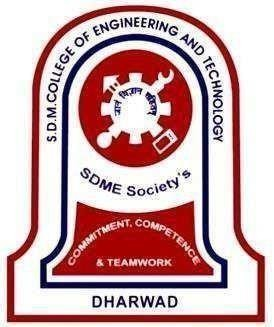 S.D.M.COLLEGE OF ENGINEERING AND TECHNOLOGY
SDME Society's
COMMITMENT, COMPETENCE
& TEAMWORK
DHARWAD